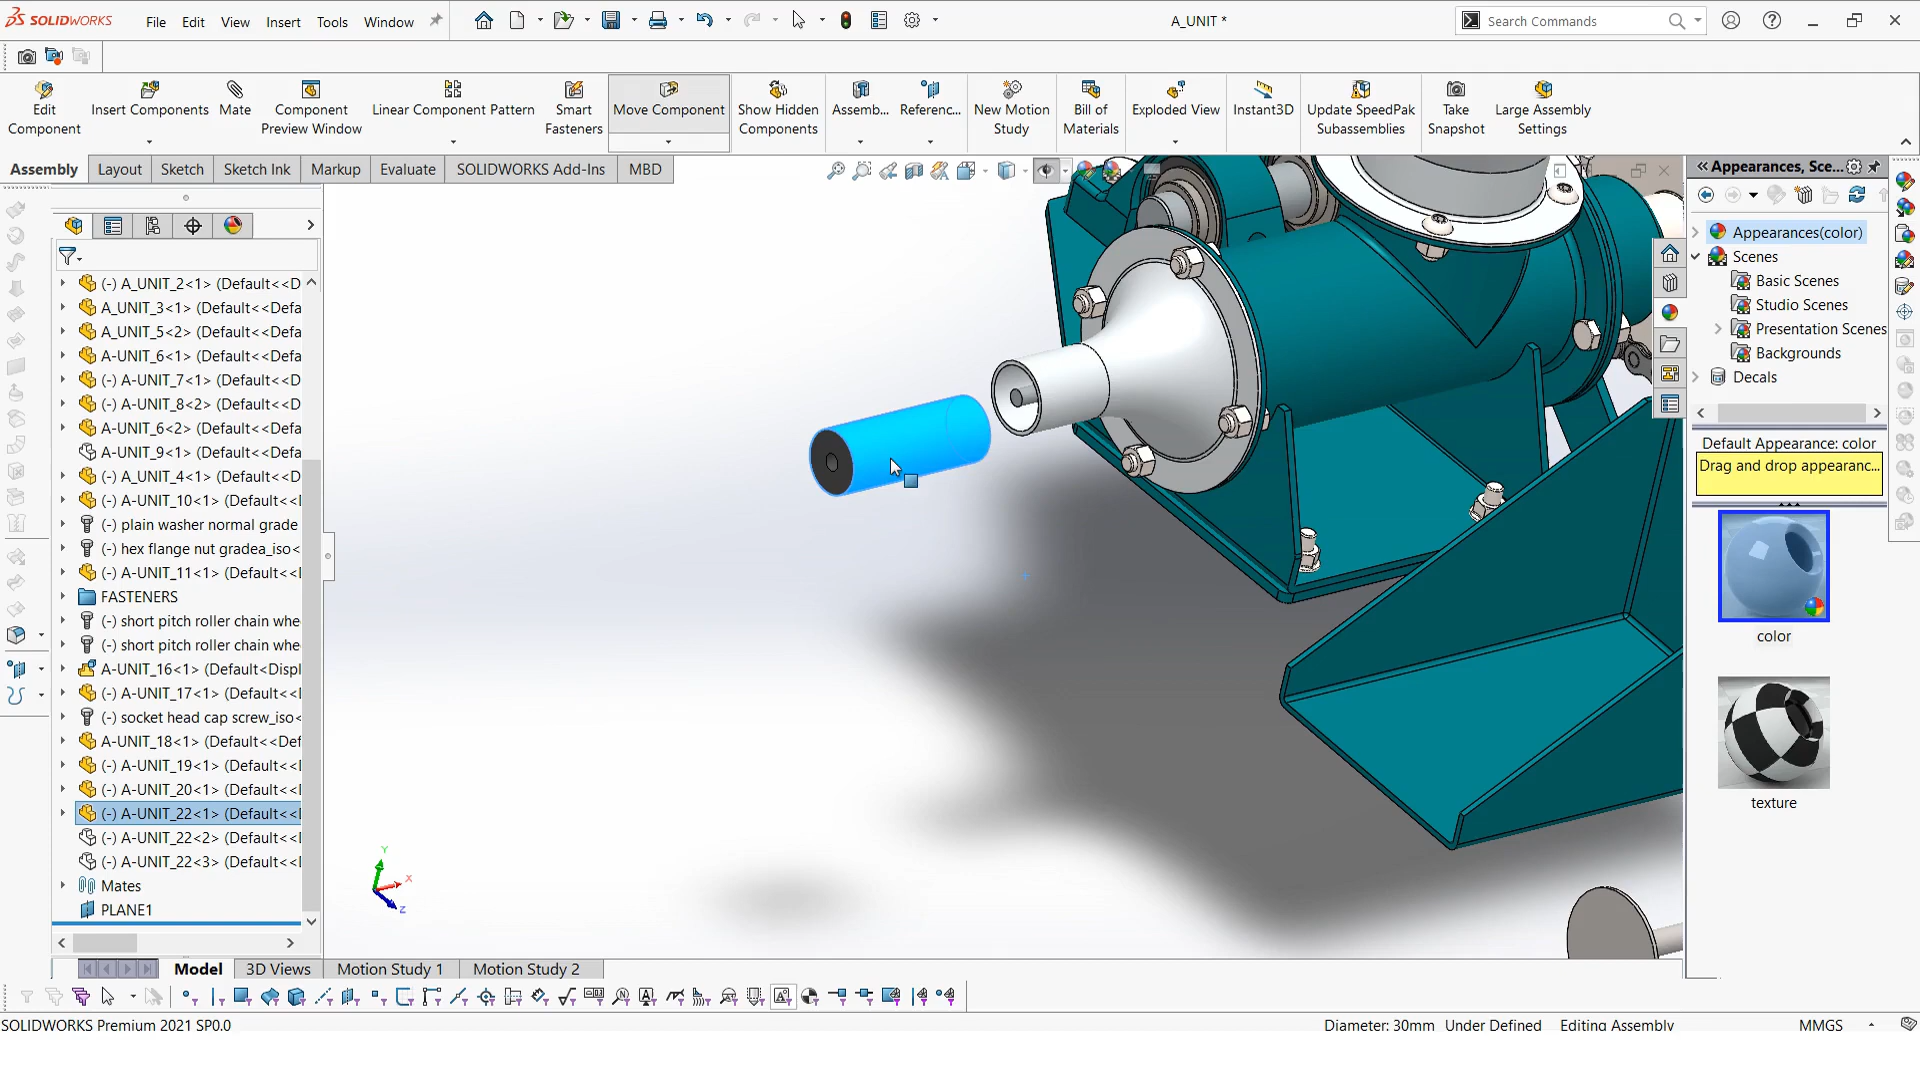 SOLIDWORKS
File
Edit
View
Insert
Tools
Window
A_UNIT *
Search Commands
Edit
Component
Insert Components
Mate
Component
Preview Window
Linear Component Pattern
Smart
Fasteners
Move Component
Show Hidden
Components
Assemb...
Referenc...
New Motion
Study
Bill of
Materials
Exploded View
Instant3D
Update SpeedPak
Subassemblies
Take
Snapshot
Large Assembly
Settings
Assembly
Layout
Sketch
Sketch Ink
Markup
Evaluate
SOLIDWORKS Add-Ins
MBD
(-) A_UNIT_2<1> (Default<<D
A_UNIT_3<1> (Default<<Defa
A_UNIT_5<2> (Default<<Defa
A-UNIT_6<1> (Default<<Defa
(-) A-UNIT_7<1> (Default<<D
(-) A-UNIT_8<2> (Default<<D
A-UNIT_6<2> (Default<<Defa
A-UNIT_9<1> (Default<<Defa
(-) A_UNIT_4<1> (Default<<D
(-) A-UNIT_10<1> (Default<<
(-) plain washer normal grade
(-) hex flange nut gradea_iso<
(-) A-UNIT_11<1> (Default<<I
FASTENERS
(-) short pitch roller chain whe
(-) short pitch roller chain whe
A-UNIT_16<1> (Default<Displ
(-) A-UNIT_17<1> (Default<<I
(-) socket head cap screw_iso<
A-UNIT_18<1> (Default<<Def
(-) A-UNIT_19<1> (Default<<I
(-) A-UNIT_20<1> (Default<<I
(-) A-UNIT_22<1> (Default<<I
(-) A-UNIT_22<2> (Default<<I
(-) A-UNIT_22<3> (Default<<I
Mates
PLANE1
Y
X
Z
Appearances, Sce...
Appearances(color)
Scenes
Basic Scenes
Studio Scenes
Presentation Scenes
Backgrounds
Decals
Default Appearance: color
Drag and drop appearanc...
color
texture
Model
3D Views
Motion Study 1
Motion Study 2
SOLIDWORKS Premium 2021 SP0.0
Diameter: 30mm
Under Defined
Editing Assembly
MMGS